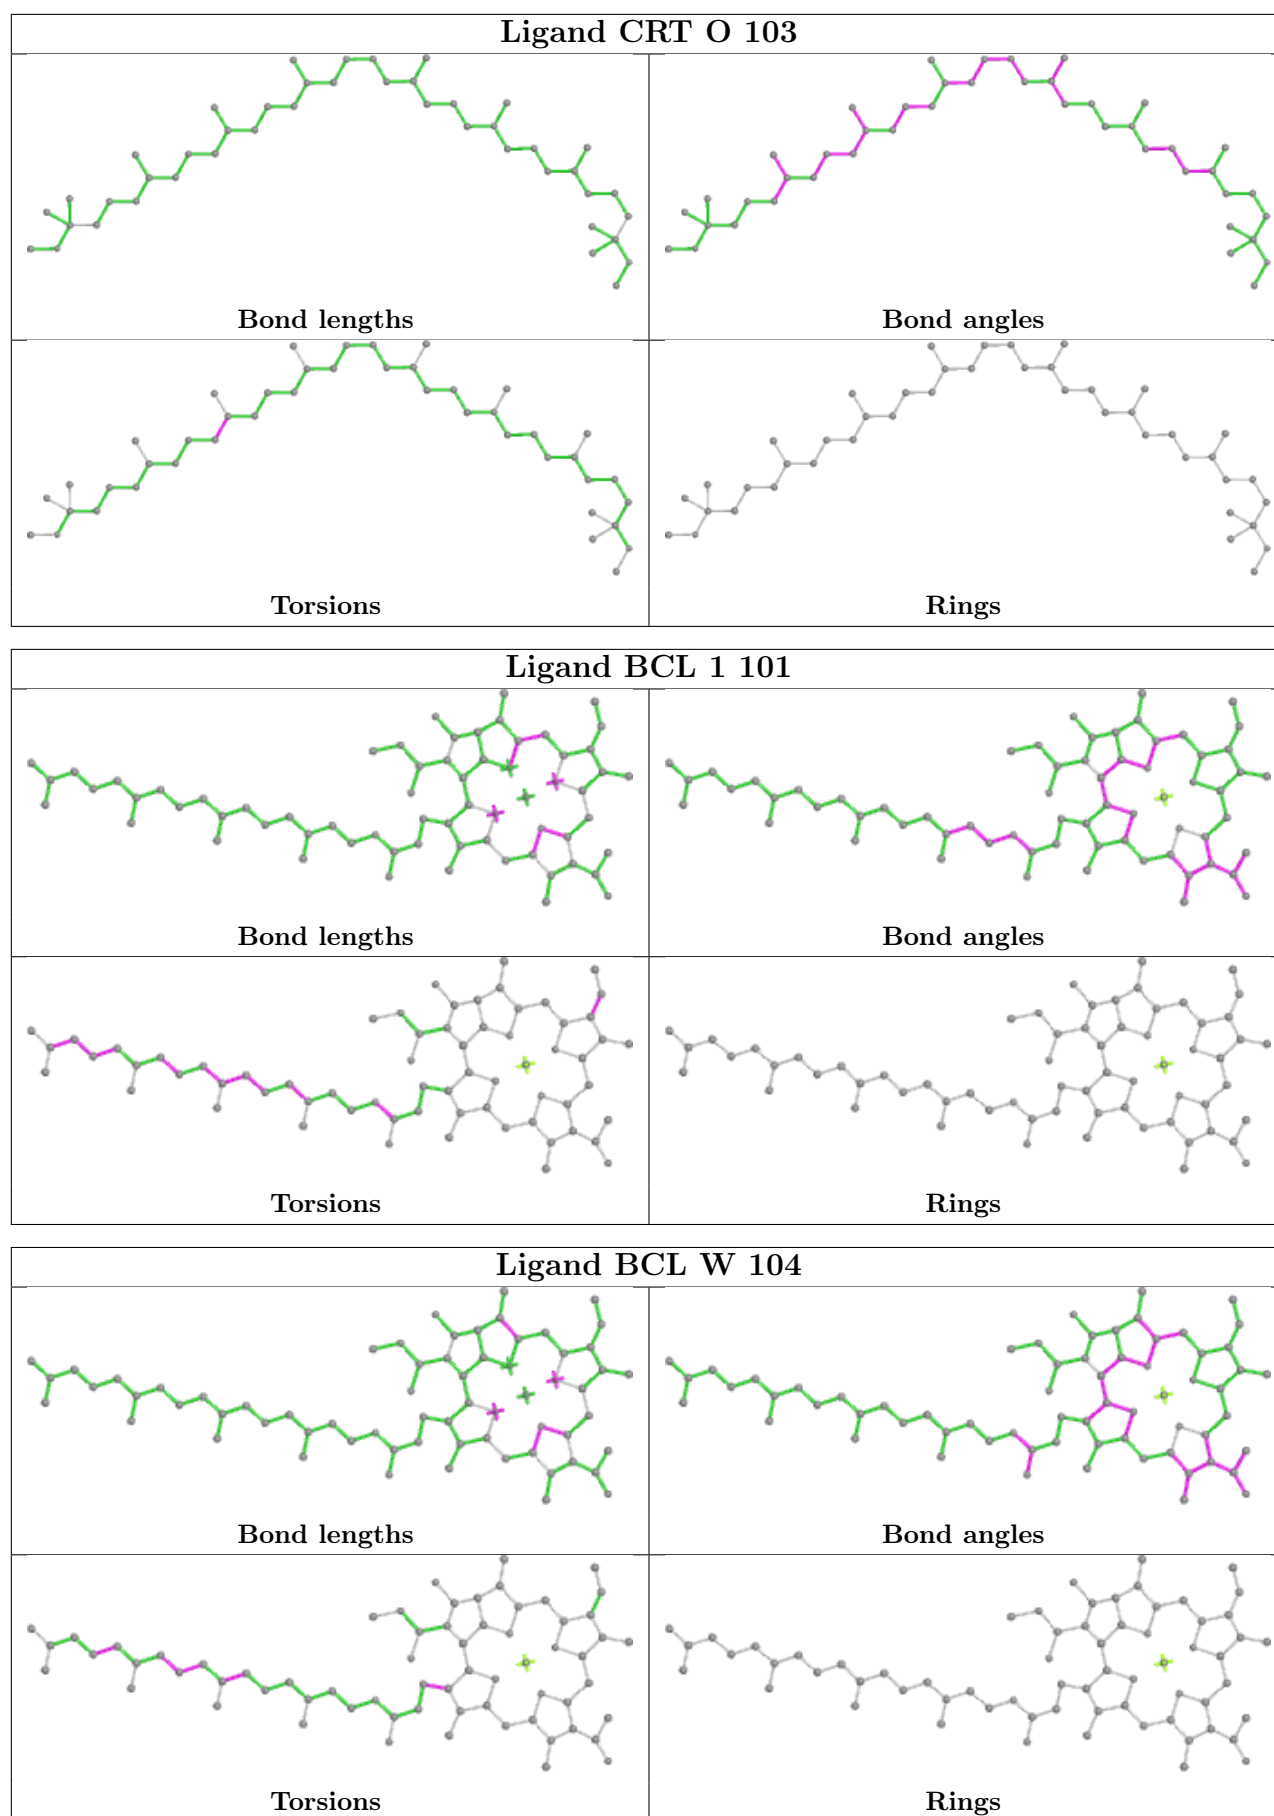 Ligand CRT O 103
Bond lengths
Bond angles
Torsions
Rings
Ligand BCL 1 101
Bond lengths
Bond angles
Torsions
Rings
Ligand BCL W 104
Bond lengths
Bond angles
Torsions
Rings